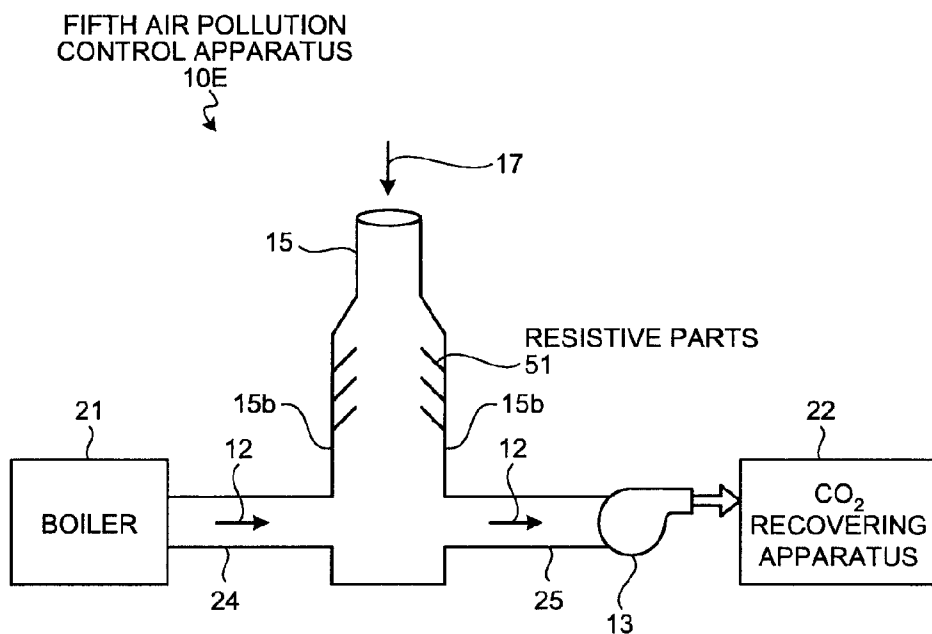 FIFTH AIR POLLUTION
CONTROL APPARATUS
10E
17
15
RESISTIVE PARTS
51
15b
15b
21
12
12
22
BOILER
CO₂
RECOVERING
APPARATUS
24
25
13